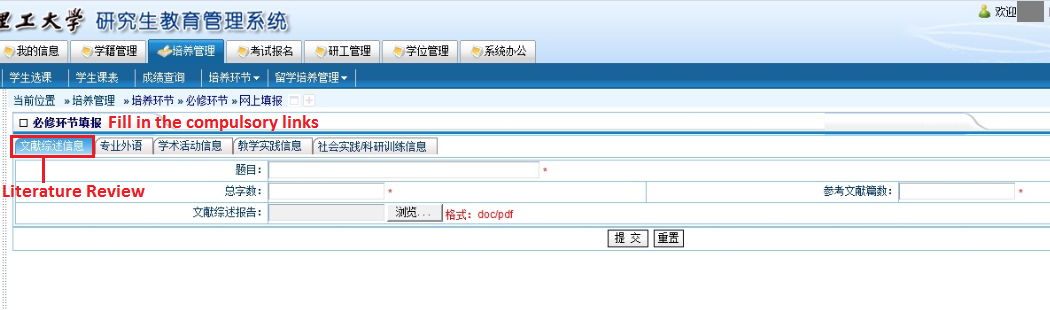 理工大学 研究生教育管理系统 欢迎
我的信息 学籍管理 培养管理 考试报名 研工管理 学位管理 系统办公
学生选课 学生课表 成绩查询 培养环节 留学培养管理
当前位置 »培养管理 »培养环节 »必修环节 »网上填报
必修环节填报 Fill in the compulsory links
文献综述信息 专业外语 学术活动信息 教学实践信息 社会实践/科研训练信息
题目: *
Literature Review
总字数: * 参考文献篇数: *
文献综述报告: 浏览... 格式: doc/pdf
提 交 重置